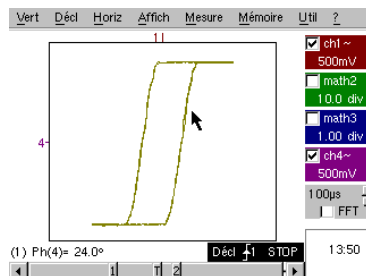 Vert Décl Horiz Affich Mesure Mémoire Util ?
1
ch1~
500mV
math2
10.0 div
math3
1.00 div
4
ch4~
500mV
100µs
FFT
(1) Ph(4)= 24.0° Décl 1 STOP 13:50
1 T 2